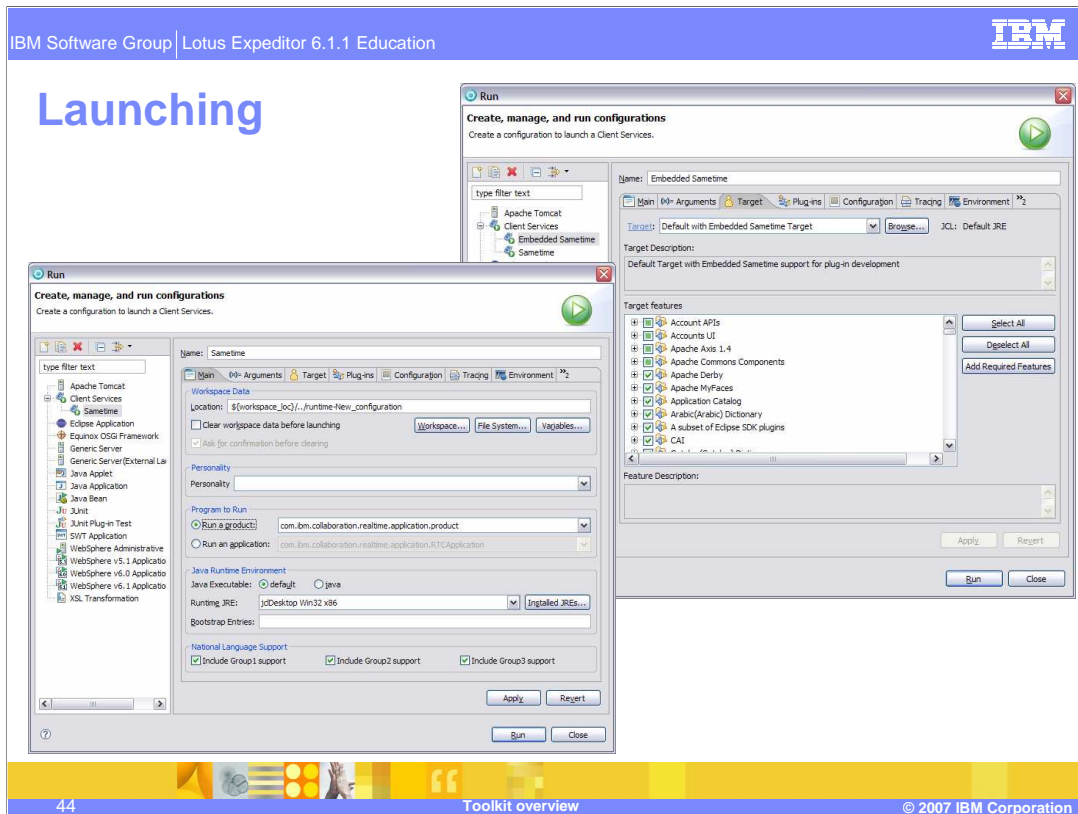 IBM Software Group | Lotus Expeditor 6.1.1 Education
IBM
Launching
Run
Create, manage, and run configurations
Create a configuration to launch a Client Services.
type filter text
Apache Tomcat
Client Services
Embedded Sametime
Sametime
Name: Embedded Sametime
Main (x)= Arguments Target Plug-ins Configuration Tracing Environment »2
Target: Default with Embedded Sametime Target Browse... JCL: Default JRE
Target Description:
Default Target with Embedded Sametime support for plug-in development
Target features
Account APIs
Accounts UI
Apache Axis 1.4
Apache Commons Components
Apache Derby
Apache MyFaces
Application Catalog
Arabic(Arabic) Dictionary
A subset of Eclipse SDK plugins
CAI
Select All
Deselect All
Add Required Features
Feature Description:
Apply Revert
Run Close
Run
Create, manage, and run configurations
Create a configuration to launch a Client Services.
type filter text
Apache Tomcat
Client Services
Sametime
Eclipse Application
Equinox OSGi Framework
Generic Server
Generic Server(External Lau
Java Applet
Java Application
Java Bean
JUnit
JUnit Plug-in Test
SWT Application
WebSphere Administrative
WebSphere v5.1 Applicatio
WebSphere v6.0 Applicatio
WebSphere v6.1 Applicatio
XSL Transformation
Name: Sametime
Main (x)= Arguments Target Plug-ins Configuration Tracing Environment »2
Workspace Data
Location: ${workspace_loc}/../runtime-New_configuration
Clear workspace data before launching Workspace... File System... Variables...
Ask for confirmation before clearing
Personality
Personality
Program to Run
Run a product: com.ibm.collaboration.realtime.application.product
Run an application: com.ibm.collaboration.realtime.application.RTCApplication
Java Runtime Environment
Java Executable: default java
Runtime JRE: jclDesktop Win32 x86 Installed JREs...
Bootstrap Entries:
National Language Support
Include Group1 support Include Group2 support Include Group3 support
Apply Revert
Run Close
44 Toolkit overview © 2007 IBM Corporation